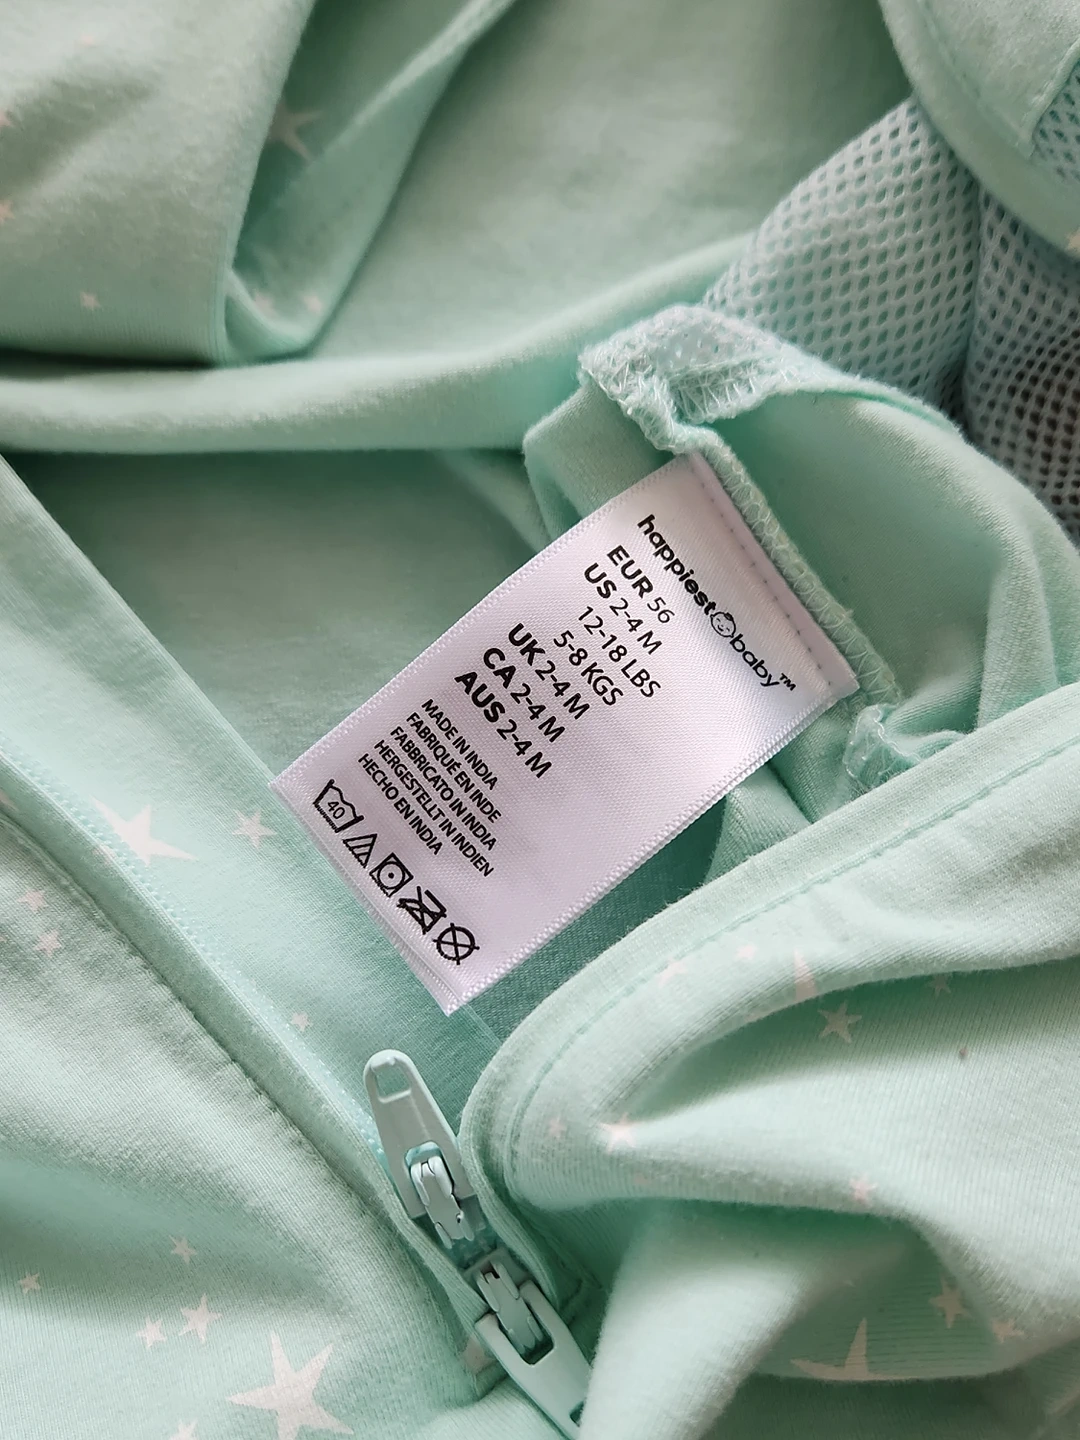 happiest baby™
EUR 56
US 2-4 M
12-18 LBS
5-8 KGS
UK 2-4 M
CA 2-4 M
AUS 2-4 M
MADE IN INDIA
FABRIQUÉ EN INDE
FABBRICATO IN INDIA
HERGESTELLT IN INDIEN
HECHO EN INDIA
40